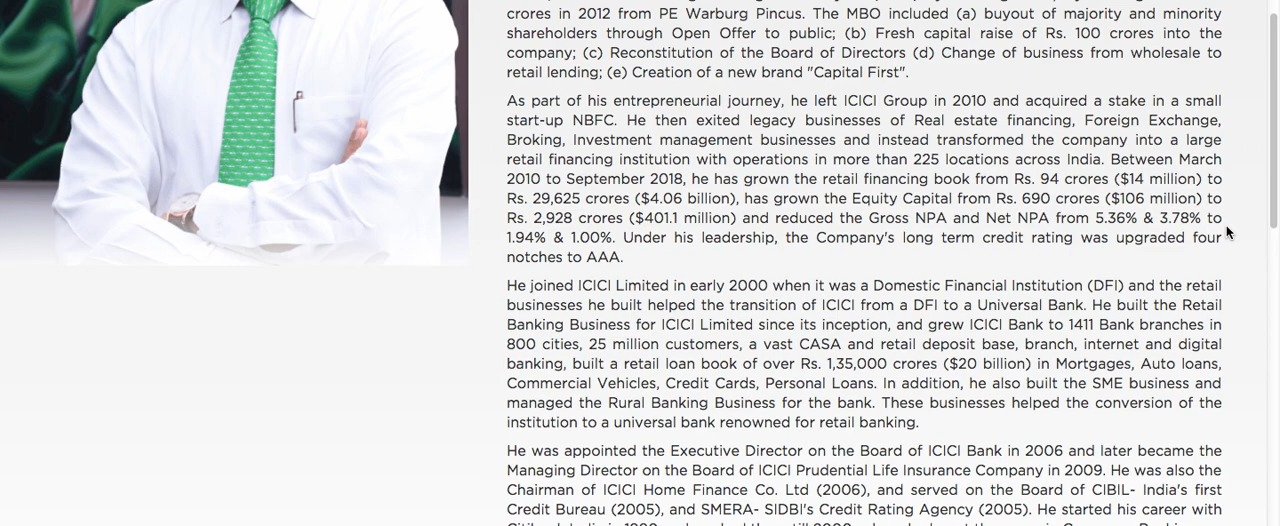 crores in 2012 from PE Warburg Pincus. The MBO included (a) buyout of majority and minority
shareholders through Open Offer to public; (b) Fresh capital raise of Rs. 100 crores into the
company; (c) Reconstitution of the Board of Directors (d) Change of business from wholesale to
retail lending; (e) Creation of a new brand "Capital First".
As part of his entrepreneurial journey, he left ICICI Group in 2010 and acquired a stake in a small
start-up NBFC. He then exited legacy businesses of Real estate financing, Foreign Exchange,
Broking, Investment management businesses and instead transformed the company into a large
retail financing institution with operations in more than 225 locations across India. Between March
2010 to September 2018, he has grown the retail financing book from Rs. 94 crores ($14 million) to
Rs. 29,625 crores ($4.06 billion), has grown the Equity Capital from Rs. 690 crores ($106 million) to
Rs. 2,928 crores ($401.1 million) and reduced the Gross NPA and Net NPA from 5.36% & 3.78% to
1.94% & 1.00%. Under his leadership, the Company's long term credit rating was upgraded four
notches to AAA.
He joined ICICI Limited in early 2000 when it was a Domestic Financial Institution (DFI) and the retail
businesses he built helped the transition of ICICI from a DFI to a Universal Bank. He built the Retail
Banking Business for ICICI Limited since its inception, and grew ICICI Bank to 1411 Bank branches in
800 cities, 25 million customers, a vast CASA and retail deposit base, branch, internet and digital
banking, built a retail loan book of over Rs. 1,35,000 crores ($20 billion) in Mortgages, Auto loans,
Commercial Vehicles, Credit Cards, Personal Loans. In addition, he also built the SME business and
managed the Rural Banking Business for the bank. These businesses helped the conversion of the
institution to a universal bank renowned for retail banking.
He was appointed the Executive Director on the Board of ICICI Bank in 2006 and later became the
Managing Director on the Board of ICICI Prudential Life Insurance Company in 2009. He was also the
Chairman of ICICI Home Finance Co. Ltd (2006), and served on the Board of CIBIL- India's first
Credit Bureau (2005), and SMERA- SIDBI's Credit Rating Agency (2005). He started his career with